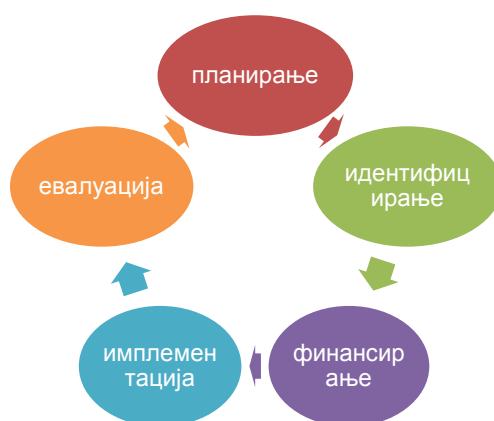 планирање
идентифиц
ирање
финансир
ање
имплемен
тација
евалуација